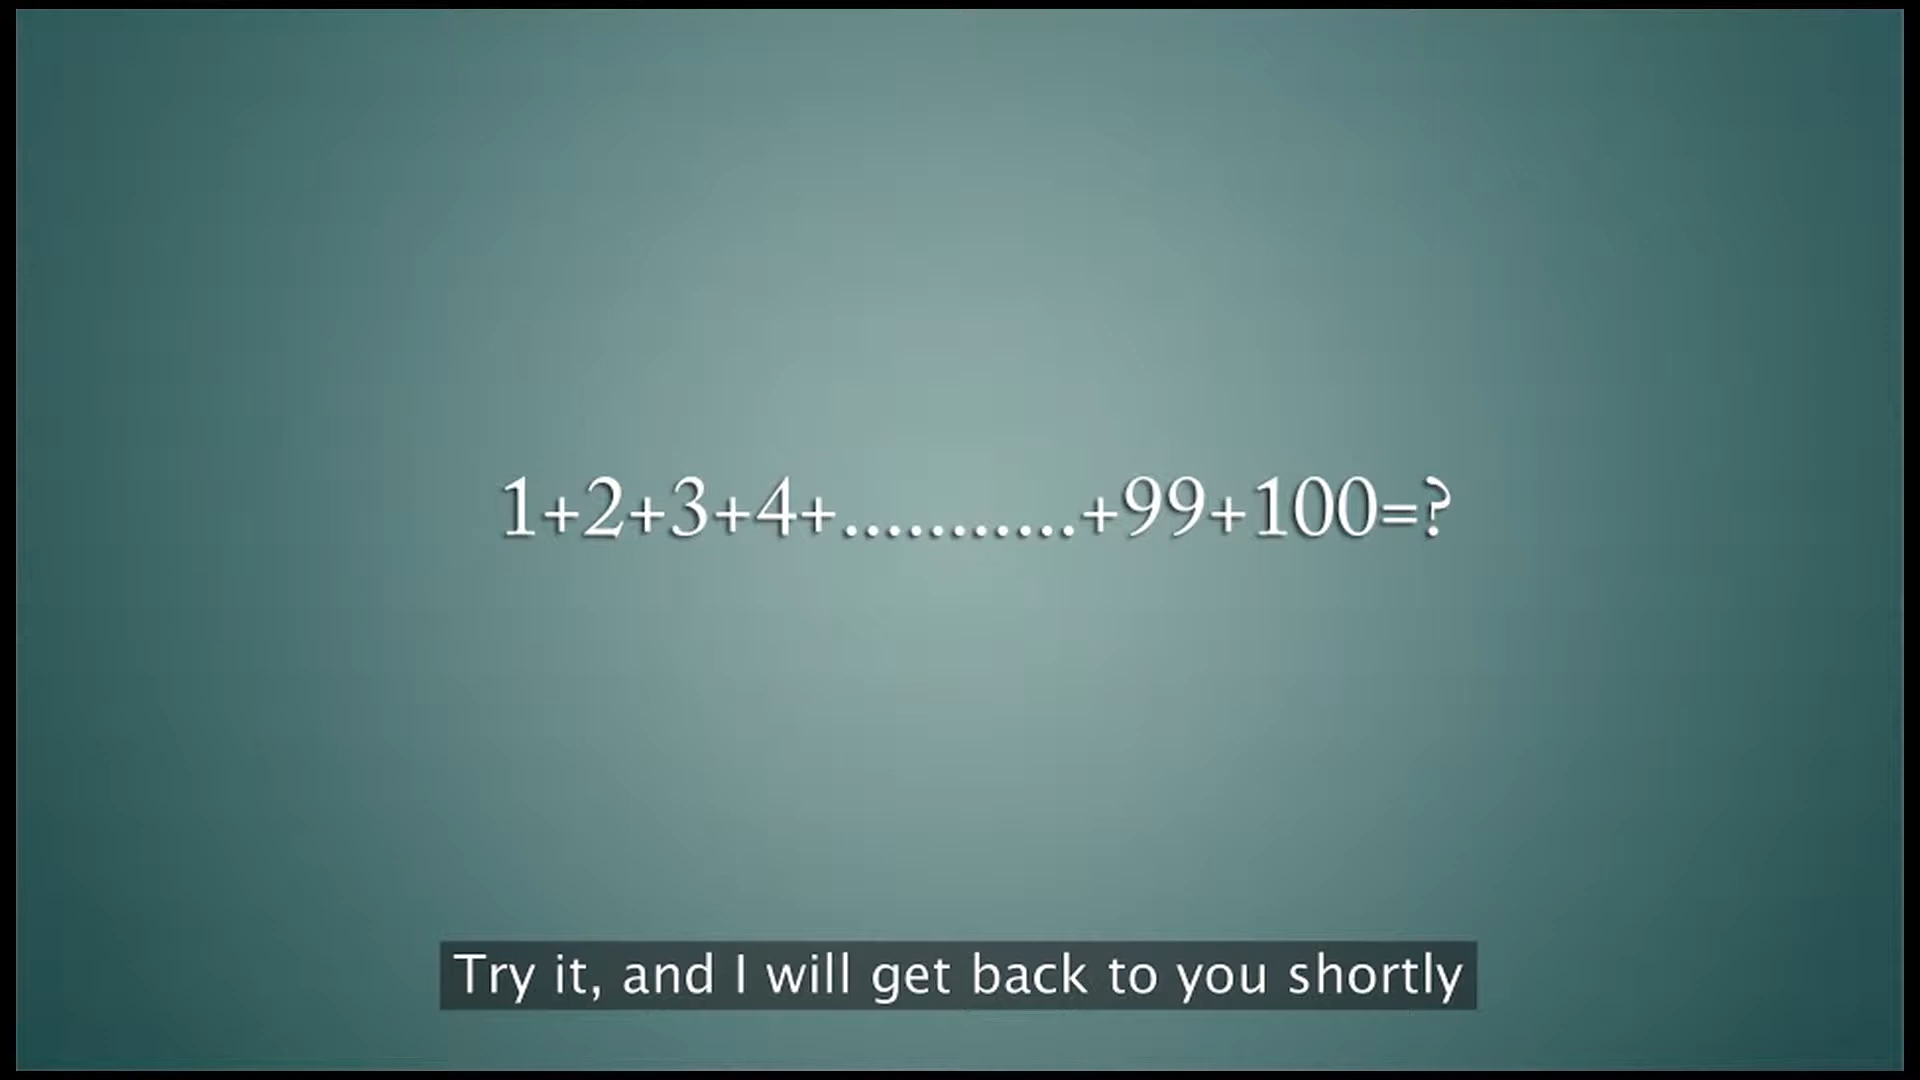 1+2+3+4+...........+99+100=?
Try it, and I will get back to you shortly